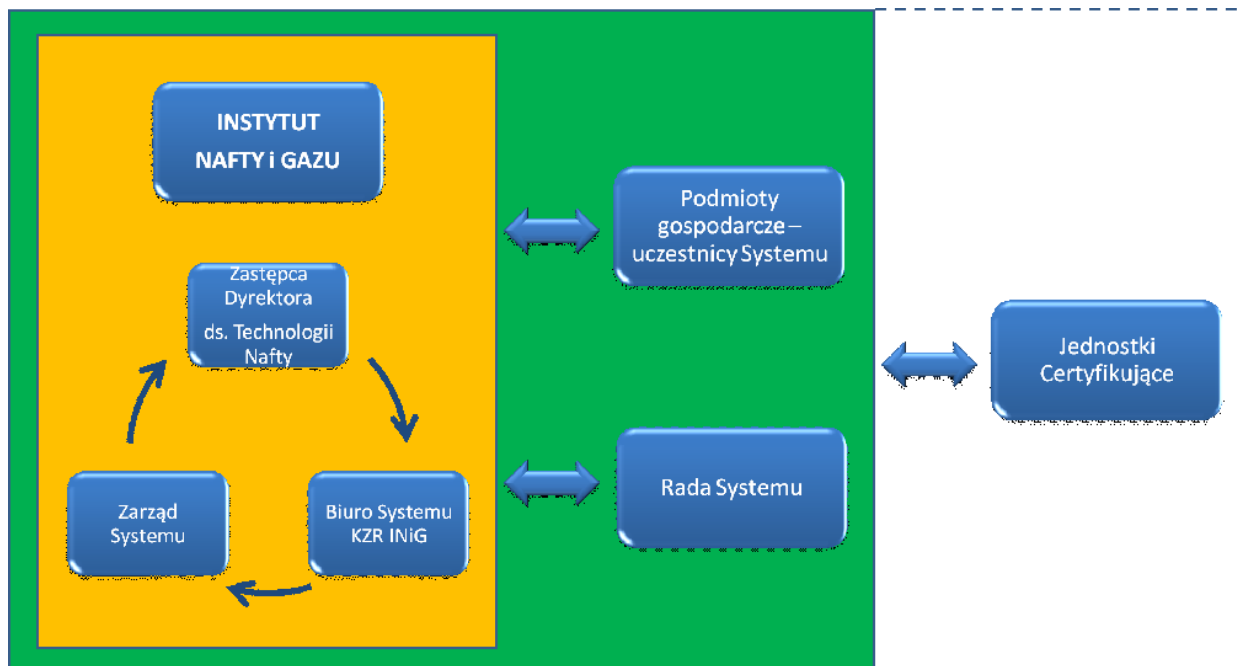 INSTYTUT
NAFTY i GAZU
Podmioty
gospodarcze –
uczestnicy Systemu
Zastępca
Dyrektora
ds. Technologii
Nafty
Jednostki
Certyfikujące
Zarząd
Systemu
Biuro Systemu
KZR INiG
Rada Systemu